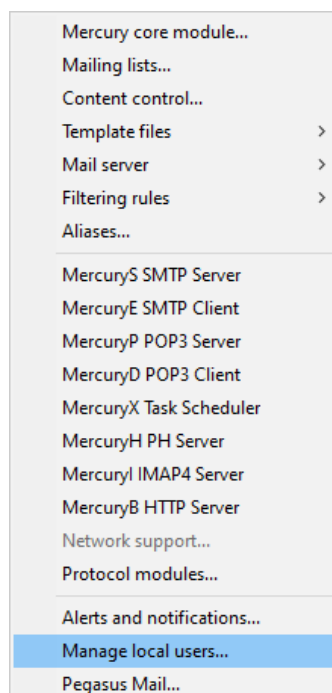 Mercury core module...
Mailing lists...
Content control...
Template files
Mail server
Filtering rules
Aliases...
MercuryS SMTP Server
MercuryE SMTP Client
MercuryP POP3 Server
MercuryD POP3 Client
MercuryX Task Scheduler
MercuryH PH Server
MercuryI IMAP4 Server
MercuryB HTTP Server
Network support...
Protocol modules...
Alerts and notifications...
Manage local users...
Pegasus Mail...